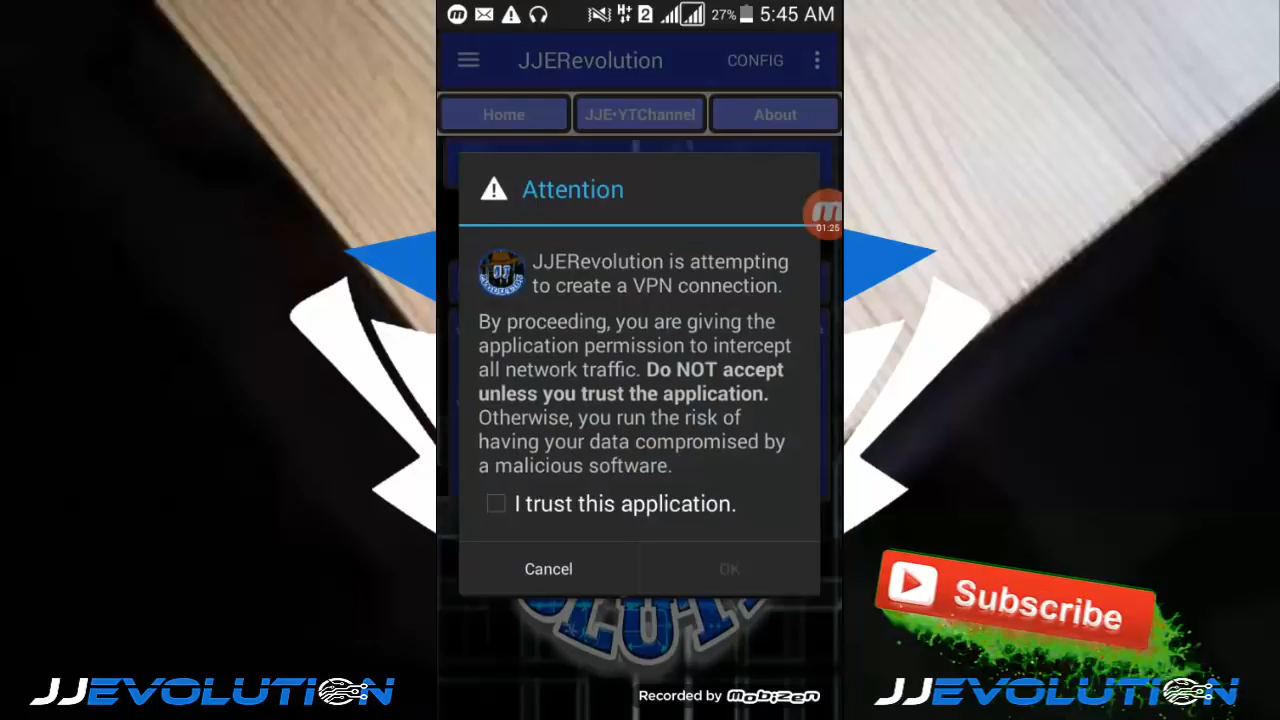 27% 5:45 AM
JJERevolution CONFIG
Home JJE•YTChannel About
Attention
01:25
JJERevolution is attempting
to create a VPN connection.
By proceeding, you are giving the
application permission to intercept
all network traffic. Do NOT accept
unless you trust the application.
Otherwise, you run the risk of
having your data compromised by
a malicious software.
I trust this application.
Cancel OK
Subscribe
JJEVOLUTION
Recorded by mobizen
JJEVOLUTION